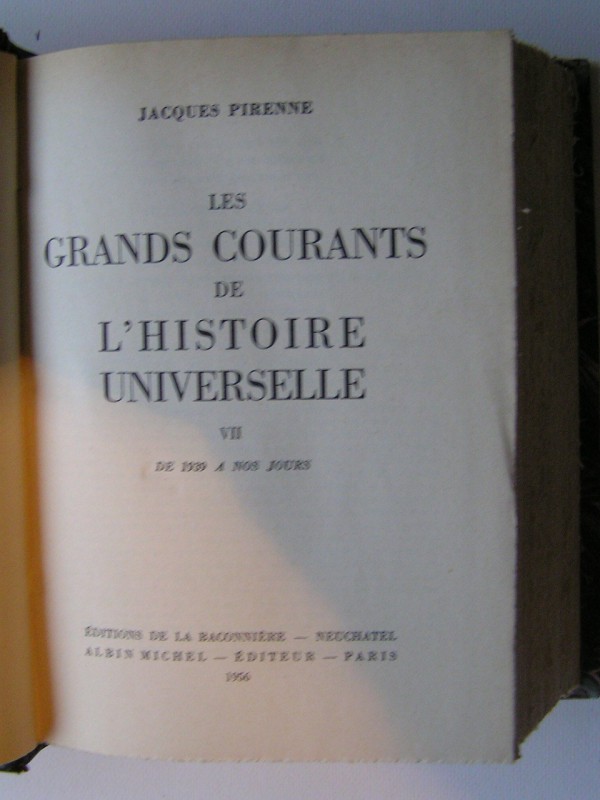 JACQUES PIRENNE
LES
GRANDS COURANTS
DE
L'HISTOIRE
UNIVERSELLE
VII
DE 1939 A NOS JOURS
ÉDITIONS DE LA BACONNIÈRE — NEUCHATEL
ALBIN MICHEL — ÉDITEUR — PARIS
1956